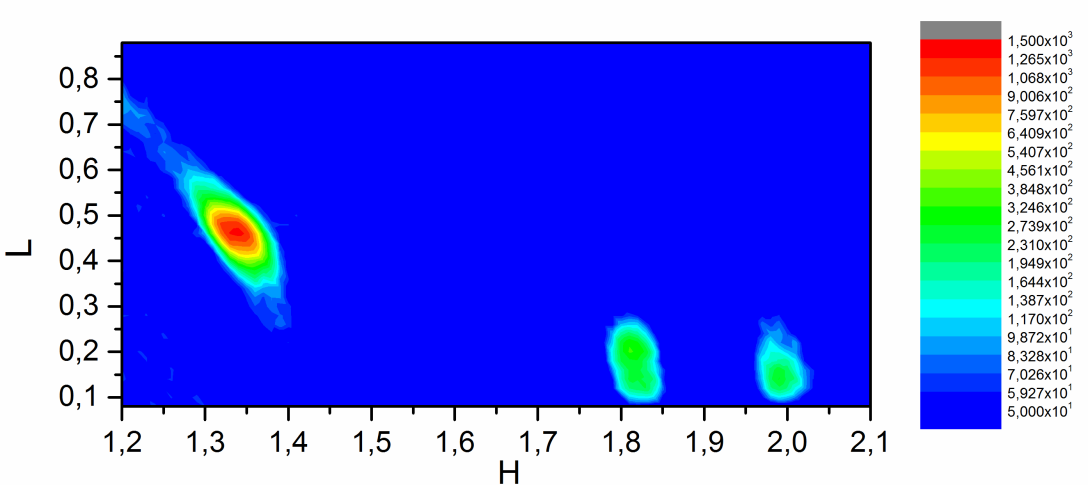 L
0,8
0,7
0,6
0,5
0,4
0,3
0,2
0,1
1,2 1,3 1,4 1,5 1,6 1,7 1,8 1,9 2,0 2,1
H
1,500x10³
1,265x10³
1,068x10³
9,006x10²
7,597x10²
6,409x10²
5,407x10²
4,561x10²
3,848x10²
3,246x10²
2,739x10²
2,310x10²
1,949x10²
1,644x10²
1,387x10²
1,170x10²
9,872x10¹
8,328x10¹
7,026x10¹
5,927x10¹
5,000x10¹